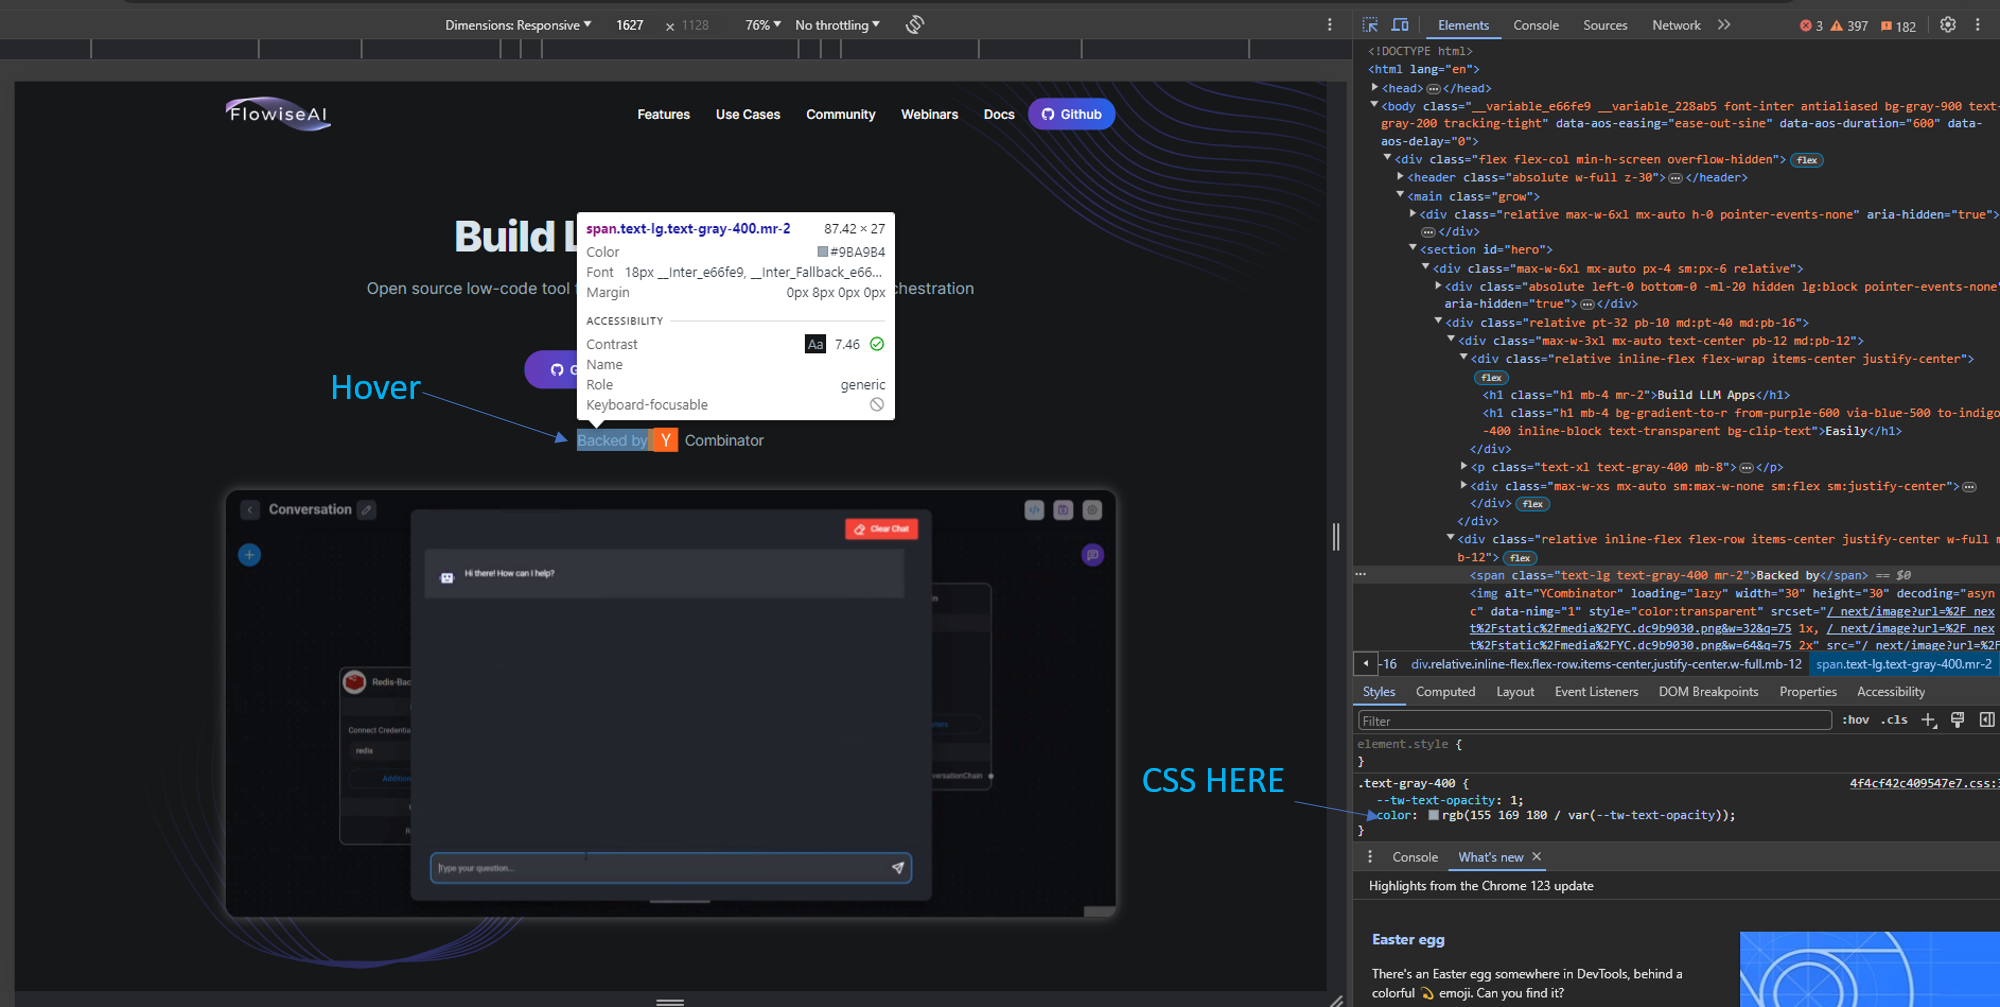 Dimensions: Responsive 1627 × 1128 76% No throttling
Elements Console Sources Network 3 397 182
FlowiseAI
Features Use Cases Community Webinars Docs Github
Build L
Open source low-code tool
chestration
span.text-lg.text-gray-400.mr-2 87.42 × 27
Color #9BA9B4
Font 18px __Inter_e66fe9, __Inter_Fallback_e66...
Margin 0px 8px 0px 0px
ACCESSIBILITY
Contrast Aa 7.46
Name
Role generic
Keyboard-focusable
Hover
Backed by Y Combinator
Conversation
Clear Chat
Hi there! How can I help?
Redis-Bac
Connect Credentia
redis
Addition
versationChain
Type your question...
CSS HERE
<!DOCTYPE html>
<html lang="en">
<head> ... </head>
<body class="__variable_e66fe9 __variable_228ab5 font-inter antialiased bg-gray-900 text-
gray-200 tracking-tight" data-aos-easing="ease-out-sine" data-aos-duration="600" data-
aos-delay="0">
<div class="flex flex-col min-h-screen overflow-hidden"> flex
<header class="absolute w-full z-30"> ... </header>
<main class="grow">
<div class="relative max-w-6xl mx-auto h-0 pointer-events-none" aria-hidden="true">
... </div>
<section id="hero">
<div class="max-w-6xl mx-auto px-4 sm:px-6 relative">
<div class="absolute left-0 bottom-0 -ml-20 hidden lg:block pointer-events-none"
aria-hidden="true"> ... </div>
<div class="relative pt-32 pb-10 md:pt-40 md:pb-16">
<div class="max-w-3xl mx-auto text-center pb-12 md:pb-12">
<div class="relative inline-flex flex-wrap items-center justify-center">
flex
<h1 class="h1 mb-4 mr-2">Build LLM Apps</h1>
<h1 class="h1 mb-4 bg-gradient-to-r from-purple-600 via-blue-500 to-indigo
-400 inline-block text-transparent bg-clip-text">Easily</h1>
</div>
<p class="text-xl text-gray-400 mb-8"> ... </p>
<div class="max-w-xs mx-auto sm:max-w-none sm:flex sm:justify-center"> ...
</div> flex
</div>
<div class="relative inline-flex flex-row items-center justify-center w-full m
b-12"> flex
... <span class="text-lg text-gray-400 mr-2">Backed by</span> == $0
<img alt="YCombinator" loading="lazy" width="30" height="30" decoding="asyn
c" data-nimg="1" style="color:transparent" srcset="/_next/image?url=%2F_nex
t%2Fstatic%2Fmedia%2FYC.dc9b9030.png&w=32&q=75 1x, /_next/image?url=%2F_nex
t%2Fstatic%2Fmedia%2FYC.dc9b9030.png&w=64&q=75 2x" src="/_next/image?url=%2F
-16 div.relative.inline-flex.flex-row.items-center.justify-center.w-full.mb-12 span.text-lg.text-gray-400.mr-2
Styles Computed Layout Event Listeners DOM Breakpoints Properties Accessibility
Filter :hov .cls
element.style {
}
.text-gray-400 { 4f4cf42c409547e7.css:
--tw-text-opacity: 1;
color: rgb(155 169 180 / var(--tw-text-opacity));
}
Console What's new
Highlights from the Chrome 123 update
Easter egg
There's an Easter egg somewhere in DevTools, behind a
colorful 💫 emoji. Can you find it?